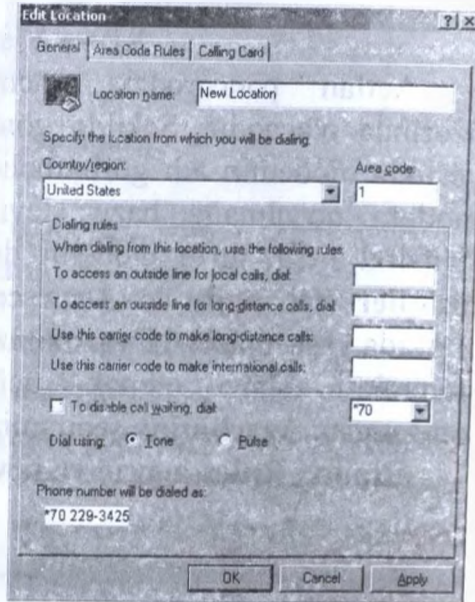 Edit Location
? x
General Area Code Rules Calling Card
Location name: New Location
Specify the location from which you will be dialing.
Country/region: Area code:
United States 1
Dialing rules
When dialing from this location, use the following rules:
To access an outside line for local calls, dial:
To access an outside line for long-distance calls, dial:
Use this carrier code to make long-distance calls:
Use this carrier code to make international calls:
To disable call waiting, dial: *70
Dial using: Tone Pulse
Phone number will be dialed as:
*70 229-3425
OK Cancel Apply